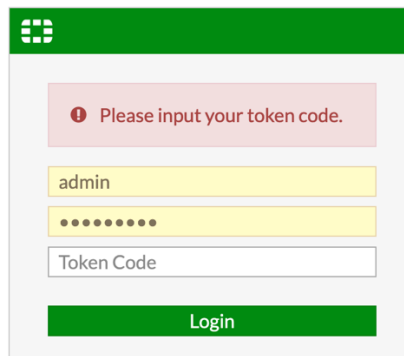 Please input your token code.
admin
●●●●●●●●●
Token Code
Login